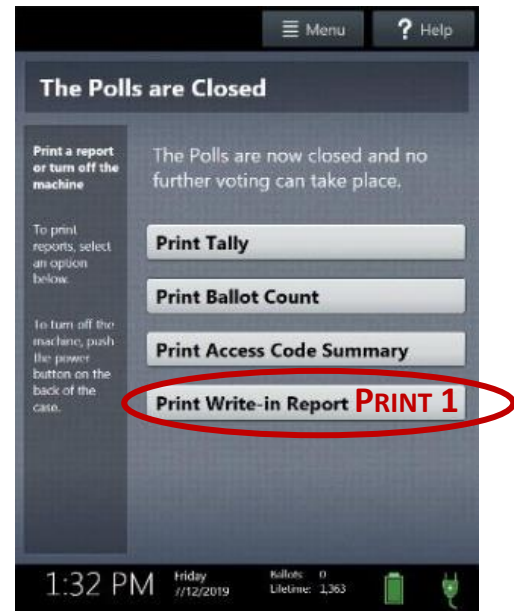 Menu
? Help
The Polls are Closed
Print a report
or turn off the
machine
To print
reports, select
an option
below.
To turn off the
machine, push
the power
button on the
back of the
case.
The Polls are now closed and no
further voting can take place.
Print Tally
Print Ballot Count
Print Access Code Summary
Print Write-in Report PRINT 1
1:32 PM
Friday
7/12/2019
Ballots: 0
Lifetime: 1,363